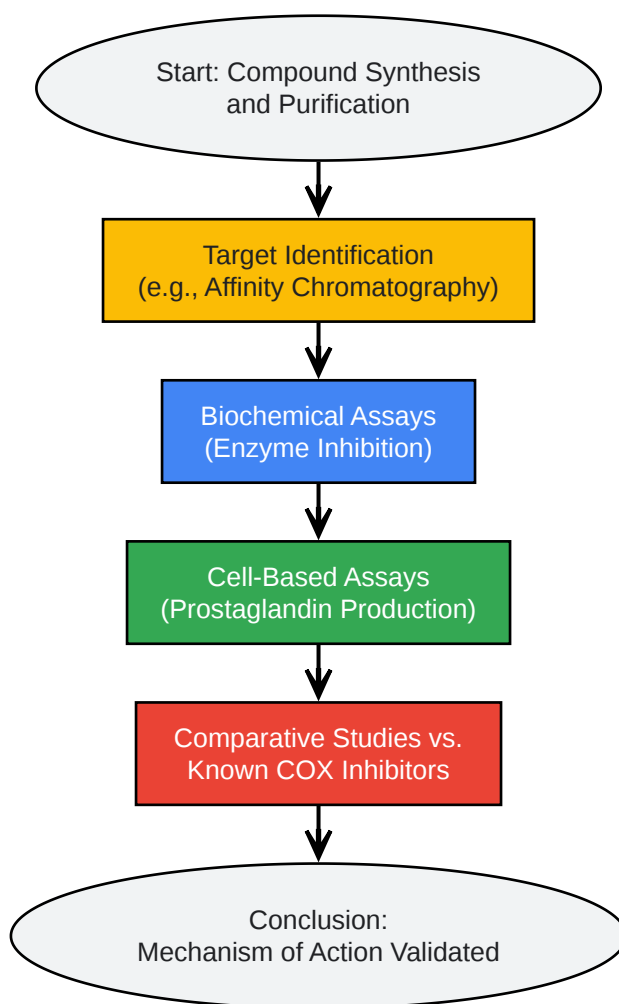 Start: Compound Synthesis
and Purification
Target Identification
(e.g., Affinity Chromatography)
Biochemical Assays
(Enzyme Inhibition)
Cell-Based Assays
(Prostaglandin Production)
Comparative Studies vs.
Known COX Inhibitors
Conclusion:
Mechanism of Action Validated